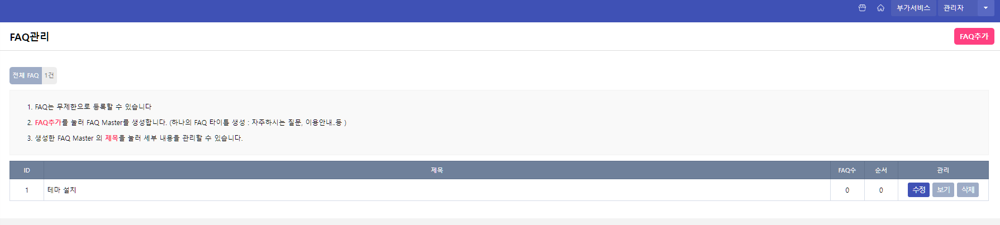 부가서비스 관리자
FAQ관리 FAQ추가
전체 FAQ 1건
1. FAQ는 무제한으로 등록할 수 있습니다
2. FAQ추가를 눌러 FAQ Master를 생성합니다. (하나의 FAQ 타이틀 생성 : 자주하시는 질문, 이용안내..등 )
3. 생성한 FAQ Master 의 제목을 눌러 세부 내용을 관리할 수 있습니다.
ID 제목 FAQ수 순서 관리
1 테마 설치 0 0 수정 보기 삭제